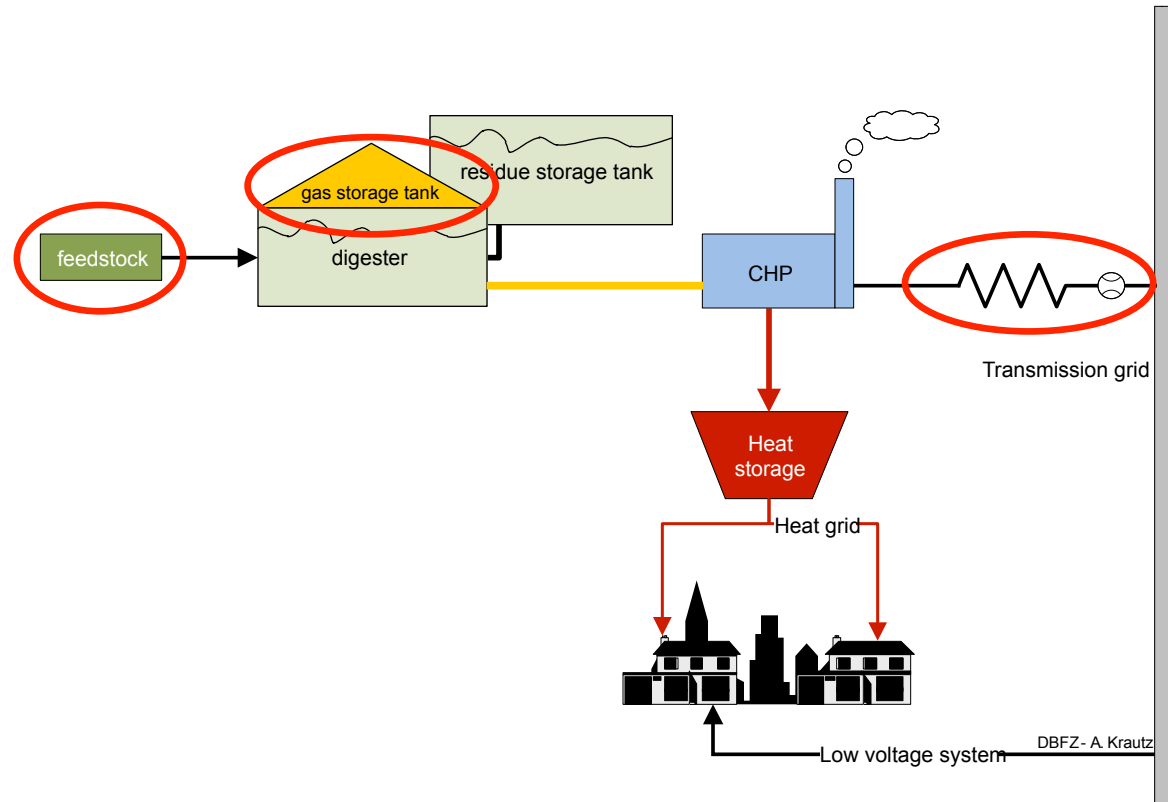 residue storage tank
gas storage tank
feedstock
digester
CHP
Transmission grid
Heat
storage
Heat grid
DBFZ- A. Krautz
Low voltage system